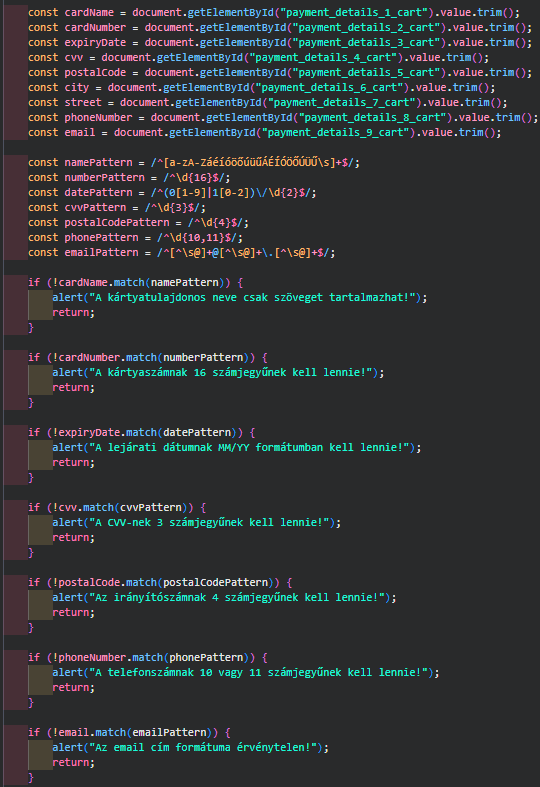 const cardName = document.getElementById("payment_details_1_cart").value.trim();
const cardNumber = document.getElementById("payment_details_2_cart").value.trim();
const expiryDate = document.getElementById("payment_details_3_cart").value.trim();
const cvv = document.getElementById("payment_details_4_cart").value.trim();
const postalCode = document.getElementById("payment_details_5_cart").value.trim();
const city = document.getElementById("payment_details_6_cart").value.trim();
const street = document.getElementById("payment_details_7_cart").value.trim();
const phoneNumber = document.getElementById("payment_details_8_cart").value.trim();
const email = document.getElementById("payment_details_9_cart").value.trim();
const namePattern = /^[a-zA-ZáéíóöőúüűÁÉÍÓÖŐÚÜŰ\s]+$/;
const numberPattern = /^\d{16}$/;
const datePattern = /^(0[1-9]|1[0-2])\/\d{2}$/;
const cvvPattern = /^\d{3}$/;
const postalCodePattern = /^\d{4}$/;
const phonePattern = /^\d{10,11}$/;
const emailPattern = /^[^\s@]+@[^\s@]+\.[^\s@]+$/;
if (!cardName.match(namePattern)) {
alert("A kártyatulajdonos neve csak szöveget tartalmazhat!");
return;
}
if (!cardNumber.match(numberPattern)) {
alert("A kártyaszámnak 16 számjegyűnek kell lennie!");
return;
}
if (!expiryDate.match(datePattern)) {
alert("A lejárati dátumnak MM/YY formátumban kell lennie!");
return;
}
if (!cvv.match(cvvPattern)) {
alert("A CVV-nek 3 számjegyűnek kell lennie!");
return;
}
if (!postalCode.match(postalCodePattern)) {
alert("Az irányítószámnak 4 számjegyűnek kell lennie!");
return;
}
if (!phoneNumber.match(phonePattern)) {
alert("A telefonszámnak 10 vagy 11 számjegyűnek kell lennie!");
return;
}
if (!email.match(emailPattern)) {
alert("Az email cím formátuma érvénytelen!");
return;
}